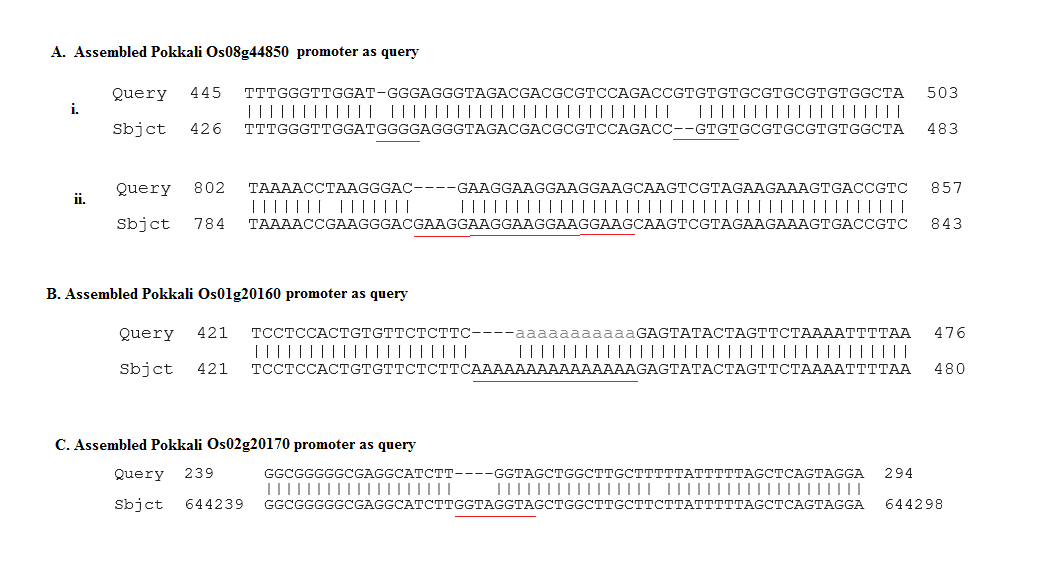 A. Assembled Pokkali Os08g44850 promoter as query
i.
Query 445 TTTGGGTTGGAT-GGGAGGGTAGACGACGCGTCCAGACCGTGTGTGCGTGCGTGTGGCTA 503
Sbjct 426 TTTGGGTTGGATGGGGAGGGTAGACGACGCGTCCAGACC--GTGTGCGTGCGTGTGGCTA 483
ii.
Query 802 TAAAACCTAAGGGAC----GAAGGAAGGAAGGAAGCAAGTCGTAGAAGAAAGTGACCGTC 857
Sbjct 784 TAAAACCGAAGGGACGAAGGAAGGAAGGAAGGAAGCAAGTCGTAGAAGAAAGTGACCGTC 843
B. Assembled Pokkali Os01g20160 promoter as query
Query 421 TCCTCCACTGTGTTCTCTTC----aaaaaaaaaaaGAGTATACTAGTTCTAAAATTTTAA 476
Sbjct 421 TCCTCCACTGTGTTCTCTTCAAAAAAAAAAAAAAAGAGTATACTAGTTCTAAAATTTTAA 480
C. Assembled Pokkali Os02g20170 promoter as query
Query 239 GGCGGGGGCGAGGCATCTT----GGTAGCTGGCTTGCTTTTTATTTTTAGCTCAGTAGGA 294
Sbjct 644239 GGCGGGGGCGAGGCATCTTGGTAGGTAGCTGGCTTGCTTCTTATTTTTAGCTCAGTAGGA 644298